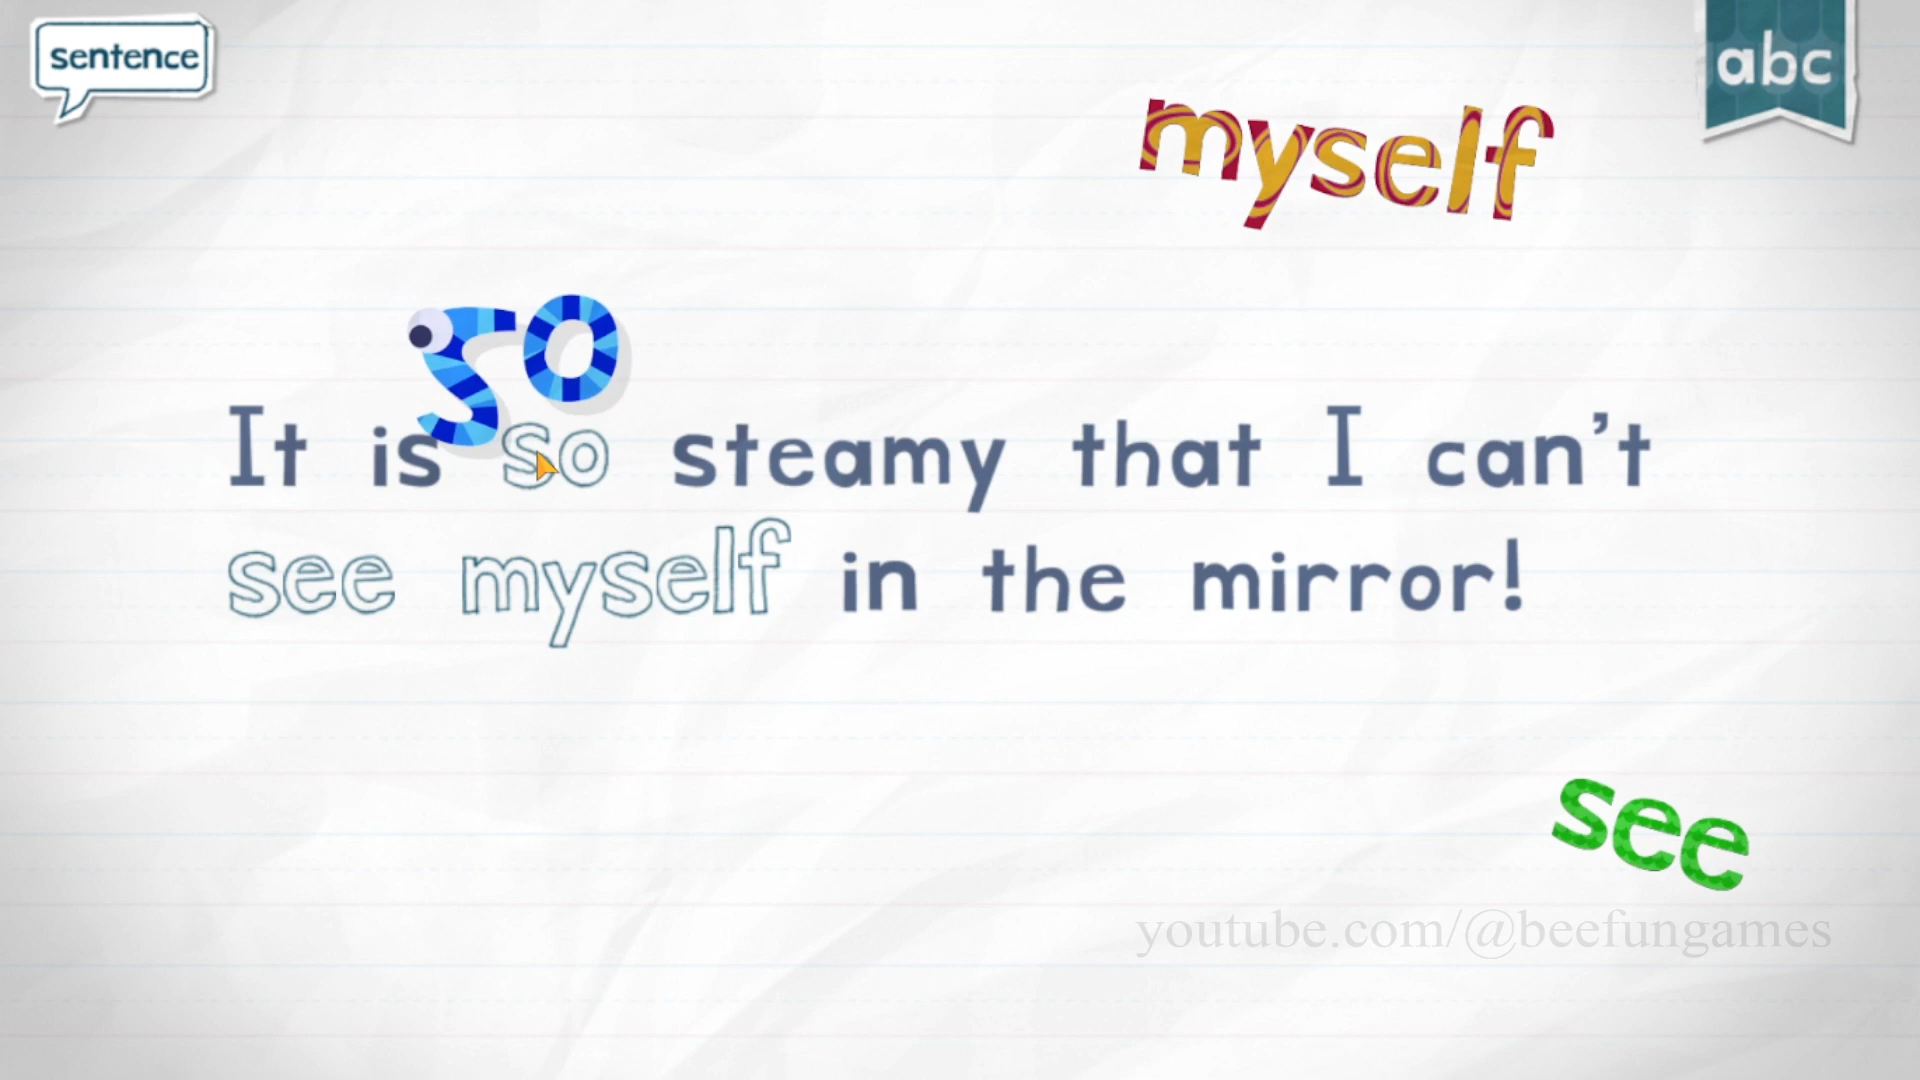 sentence
abc
myself
so
It is so steamy that I can't
see myself in the mirror!
see
youtube.com/@beefungames